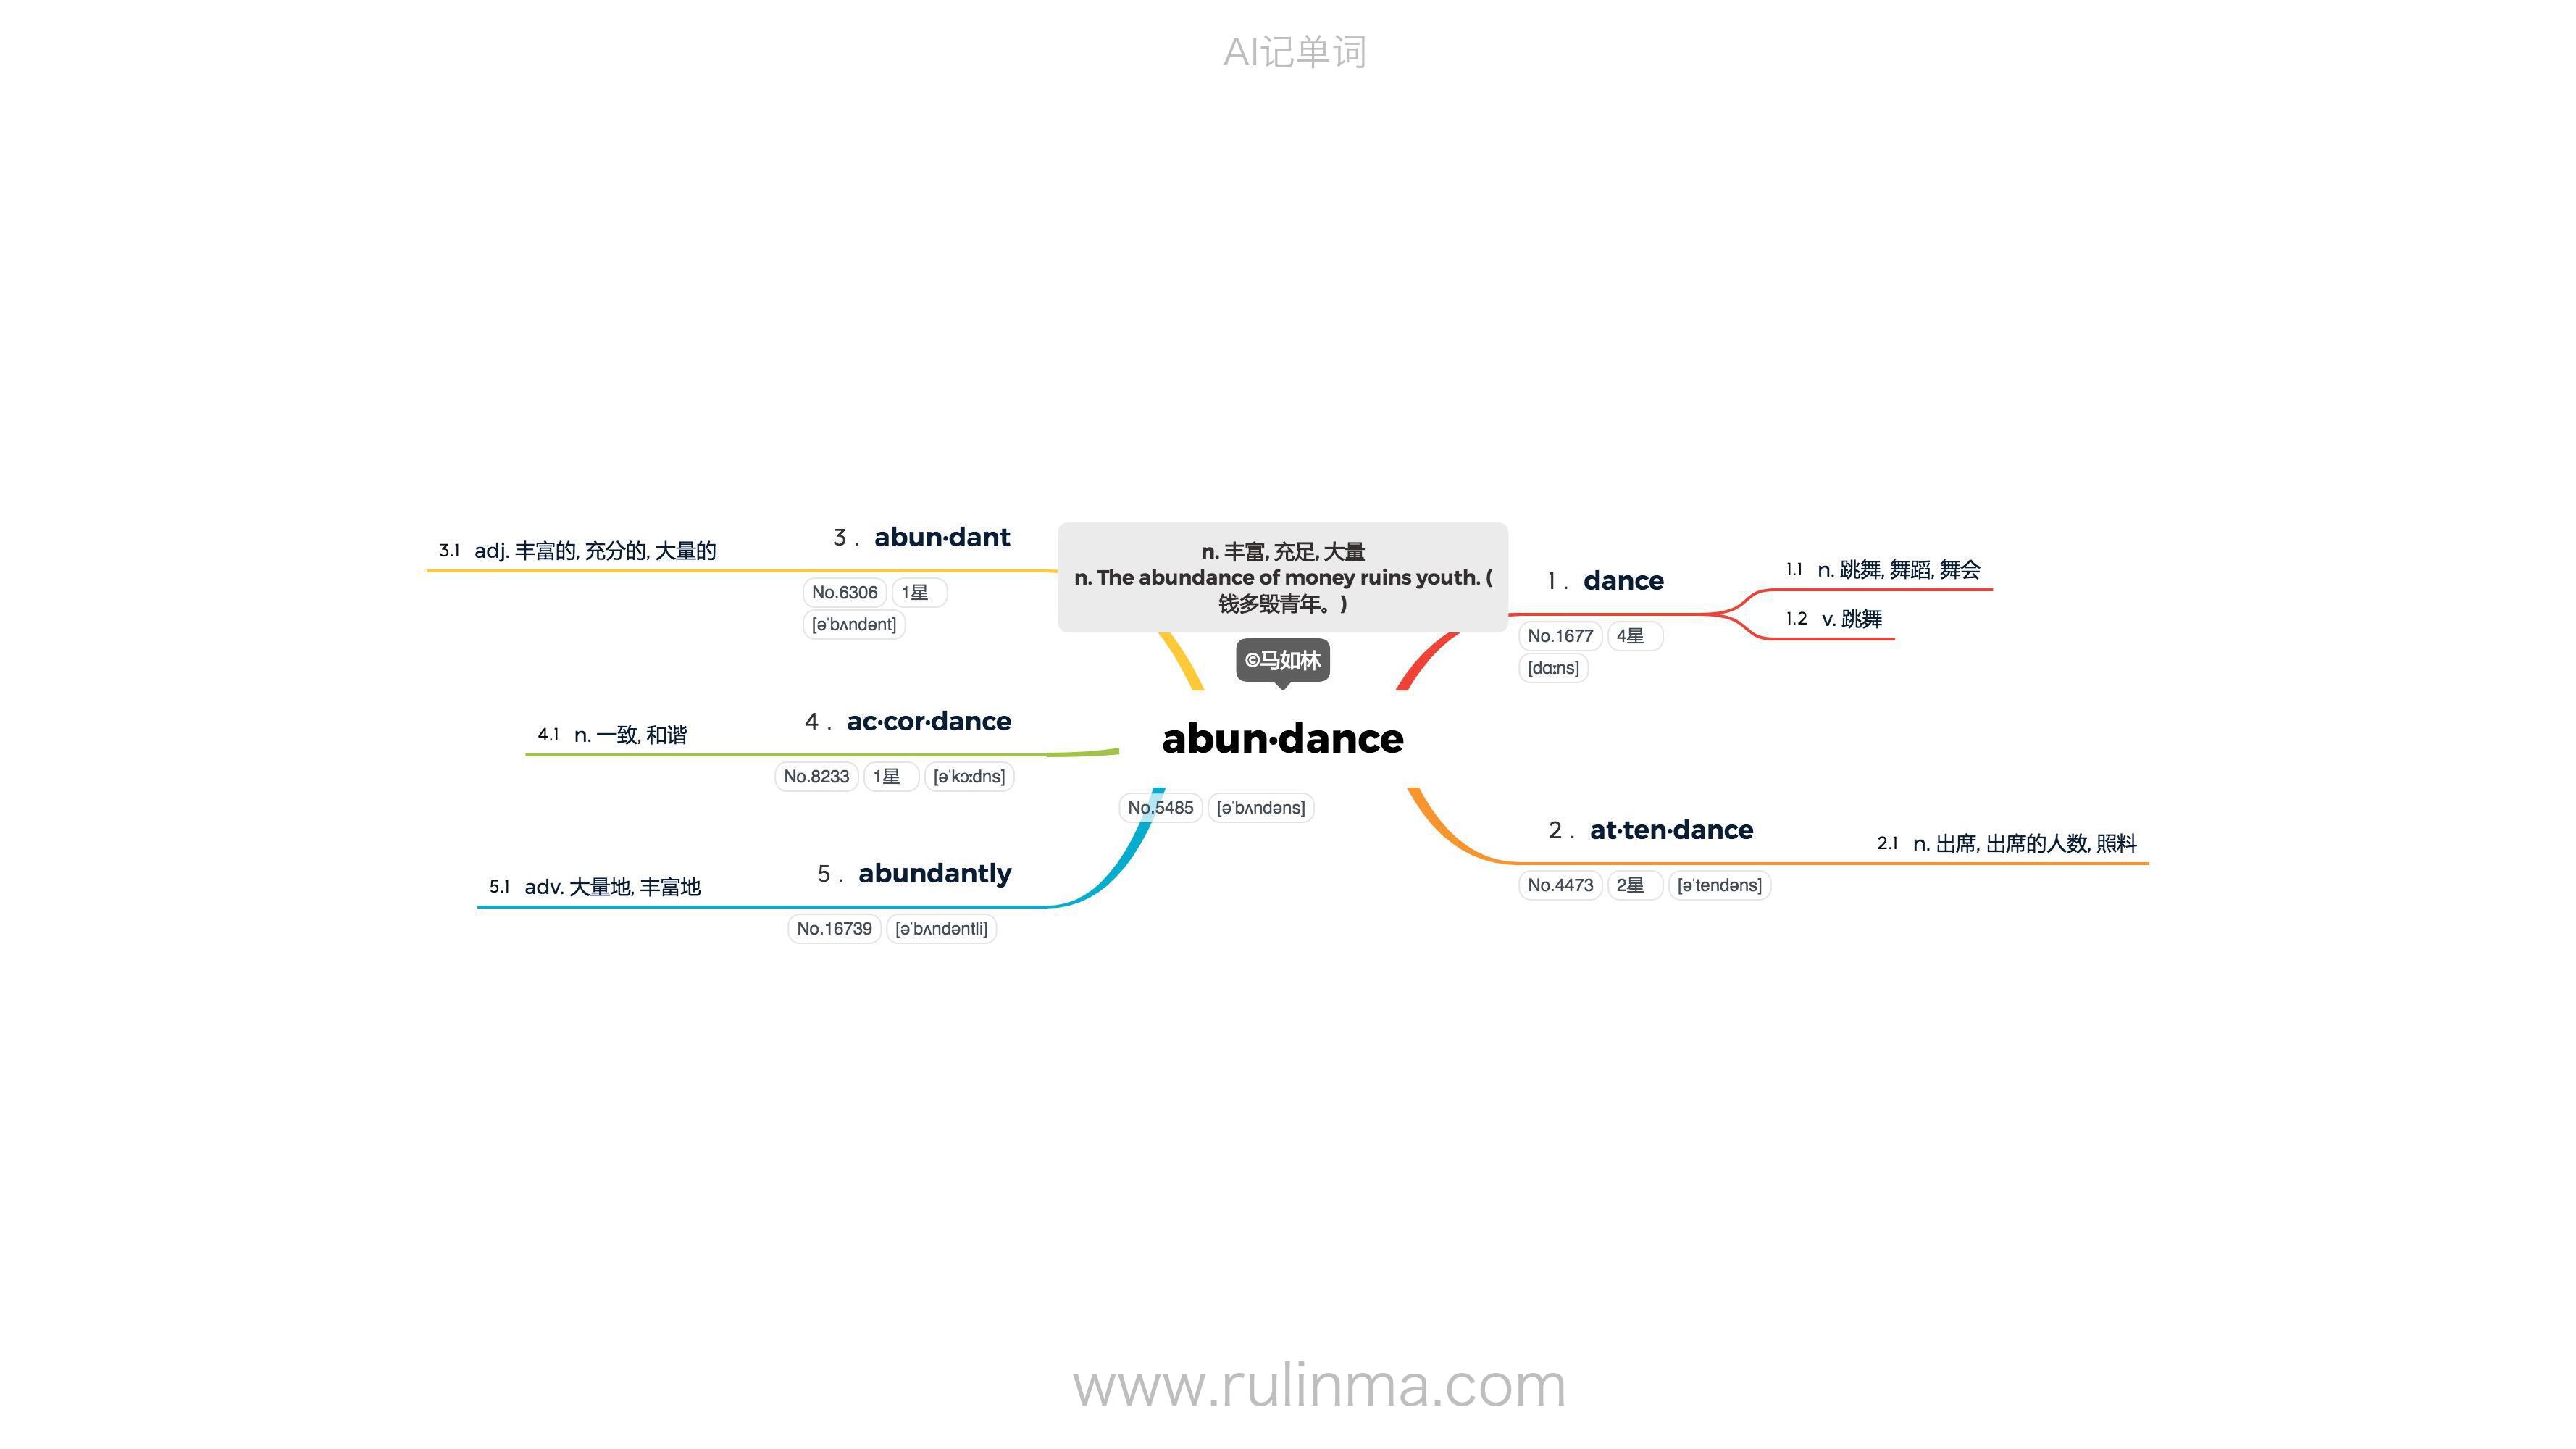 AI记单词
n. 丰富, 充足, 大量
n. The abundance of money ruins youth. (
钱多毁青年。)
©马如林
abun·dance
No.5485 [ə'bʌndəns]
1 . dance
No.1677 4星
[dɑːns]
1.1 n. 跳舞, 舞蹈, 舞会
1.2 v. 跳舞
2 . at·ten·dance
No.4473 2星 [ə'tendəns]
2.1 n. 出席, 出席的人数, 照料
3 . abun·dant
No.6306 1星
[ə'bʌndənt]
3.1 adj. 丰富的, 充分的, 大量的
4 . ac·cor·dance
No.8233 1星 [ə'kɔːdns]
4.1 n. 一致, 和谐
5 . abundantly
No.16739 [ə'bʌndəntli]
5.1 adv. 大量地, 丰富地
www.rulinma.com